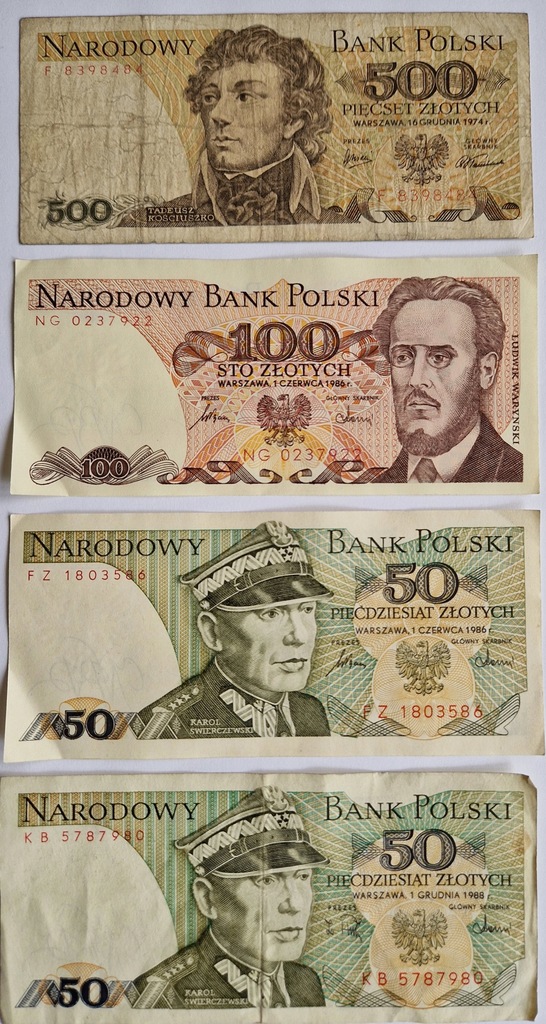 NARODOWY BANK POLSKI
F 8398484
500
PIĘĆSET ZŁOTYCH
WARSZAWA, 16 GRUDNIA 1974 r.
PREZES GŁÓWNY SKARBNIK
F 8398484
500
TADEUSZ KOŚCIUSZKO
NARODOWY BANK POLSKI
NG 0237922
100
STO ZŁOTYCH
WARSZAWA, 1 CZERWCA 1986 r.
PREZES GŁÓWNY SKARBNIK
LUDWIK WARYŃSKI
NG 0237922
100
NARODOWY BANK POLSKI
FZ 1803586
50
PIĘĆDZIESIĄT ZŁOTYCH
WARSZAWA, 1 CZERWCA 1986 r.
PREZES GŁÓWNY SKARBNIK
FZ 1803586
50
KAROL ŚWIERCZEWSKI
NARODOWY BANK POLSKI
KB 5787980
50
PIĘĆDZIESIĄT ZŁOTYCH
WARSZAWA, 1 GRUDNIA 1988 r.
PREZES GŁÓWNY SKARBNIK
KB 5787980
50
KAROL ŚWIERCZEWSKI